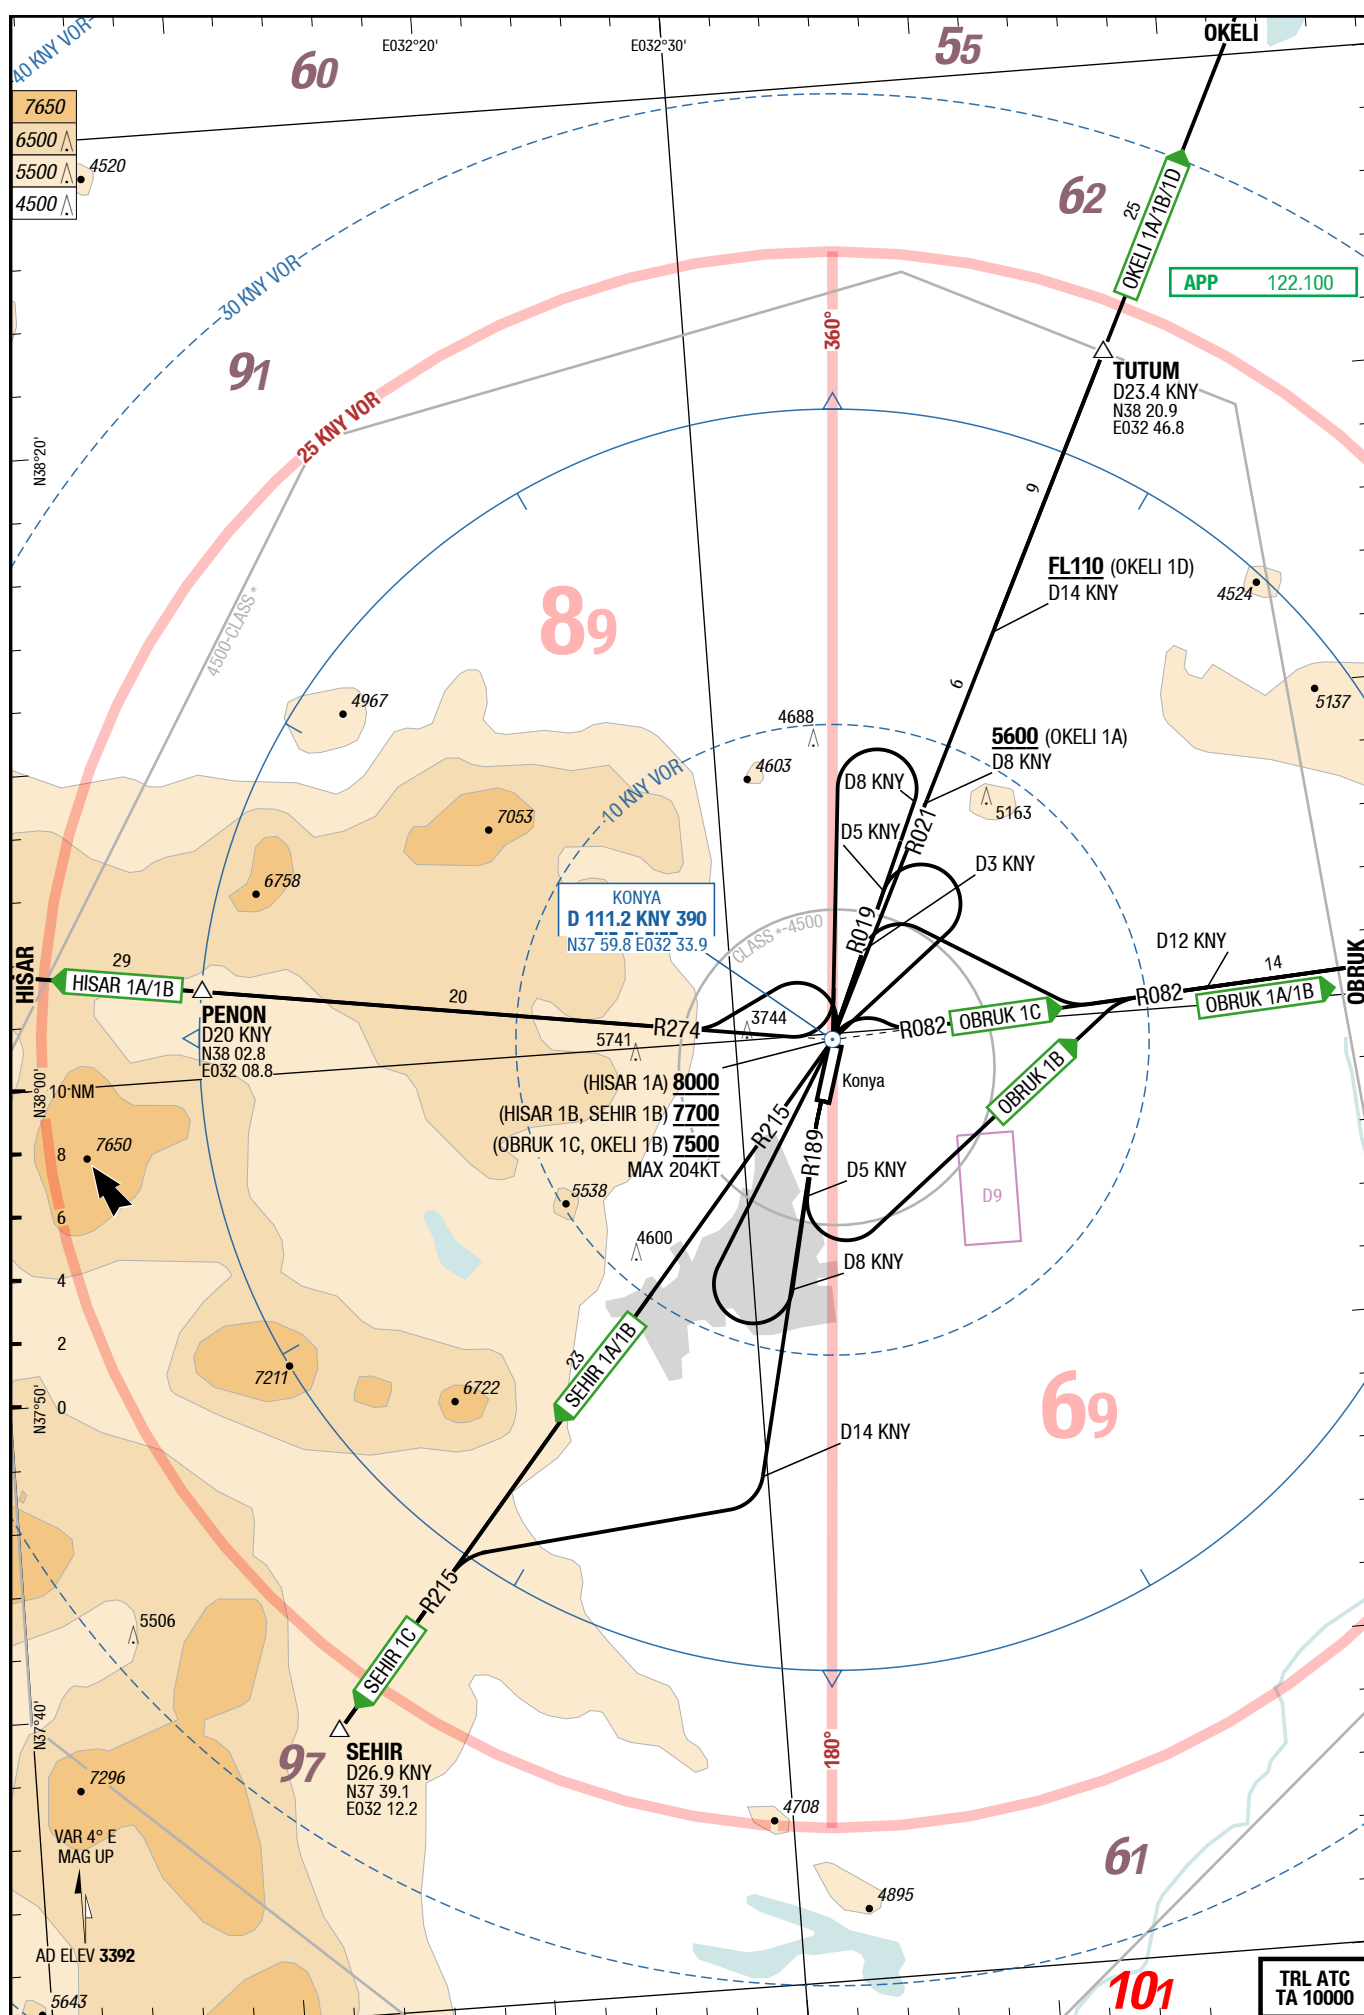 OKELI
40 KNY VOR
E032°20'
E032°30'
60
55
7650
6500
5500
4500
4520
62
25
OKELI 1A/1B/1D
APP 122.100
30 KNY VOR
91
360°
25 KNY VOR
TUTUM
D23.4 KNY
N38 20.9
E032 46.8
N38°20'
9
4500-CLASS *
89
FL110 (OKELI 1D)
D14 KNY
4524
6
4967
5137
4688
4603
5600 (OKELI 1A)
D8 KNY
D8 KNY
5163
10 KNY VOR
7053
D5 KNY
R021
D3 KNY
6758
KONYA
D 111.2 KNY 390
N37 59.8 E032 33.9
CLASS *-4500
R019
D12 KNY
HISAR
29
HISAR 1A/1B
20
14
OBRUK
R082
OBRUK 1A/1B
PENON
D20 KNY
N38 02.8
E032 08.8
R274
3744
R082
OBRUK 1C
5741
N38°00'
10 NM
(HISAR 1A) 8000
(HISAR 1B, SEHIR 1B) 7700
(OBRUK 1C, OKELI 1B) 7500
MAX 204KT
Konya
OBRUK 1B
R215
R189
7650
8
D5 KNY
D9
5538
6
4600
D8 KNY
4
2
7211
6722
23
SEHIR 1A/1B
N37°50'
0
69
D14 KNY
R215
5506
SEHIR 1C
N37°40'
SEHIR
D26.9 KNY
N37 39.1
E032 12.2
97
180°
7296
4708
VAR 4° E
MAG UP
61
4895
AD ELEV 3392
5643
101
TRL ATC
TA 10000